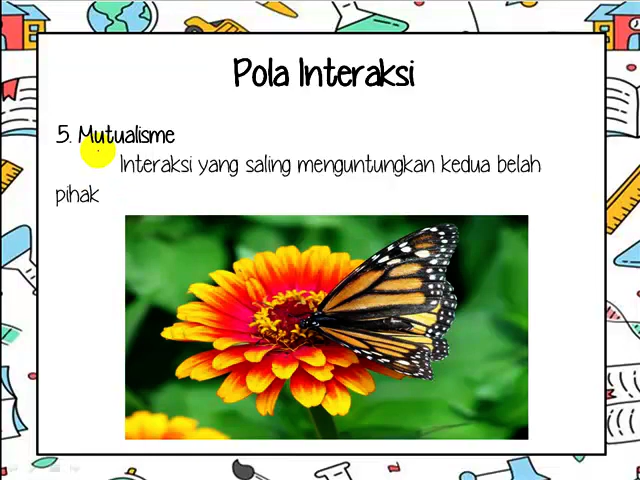 Pola Interaksi
5. Mutualisme
Interaksi yang saling menguntungkan kedua belah
pihak